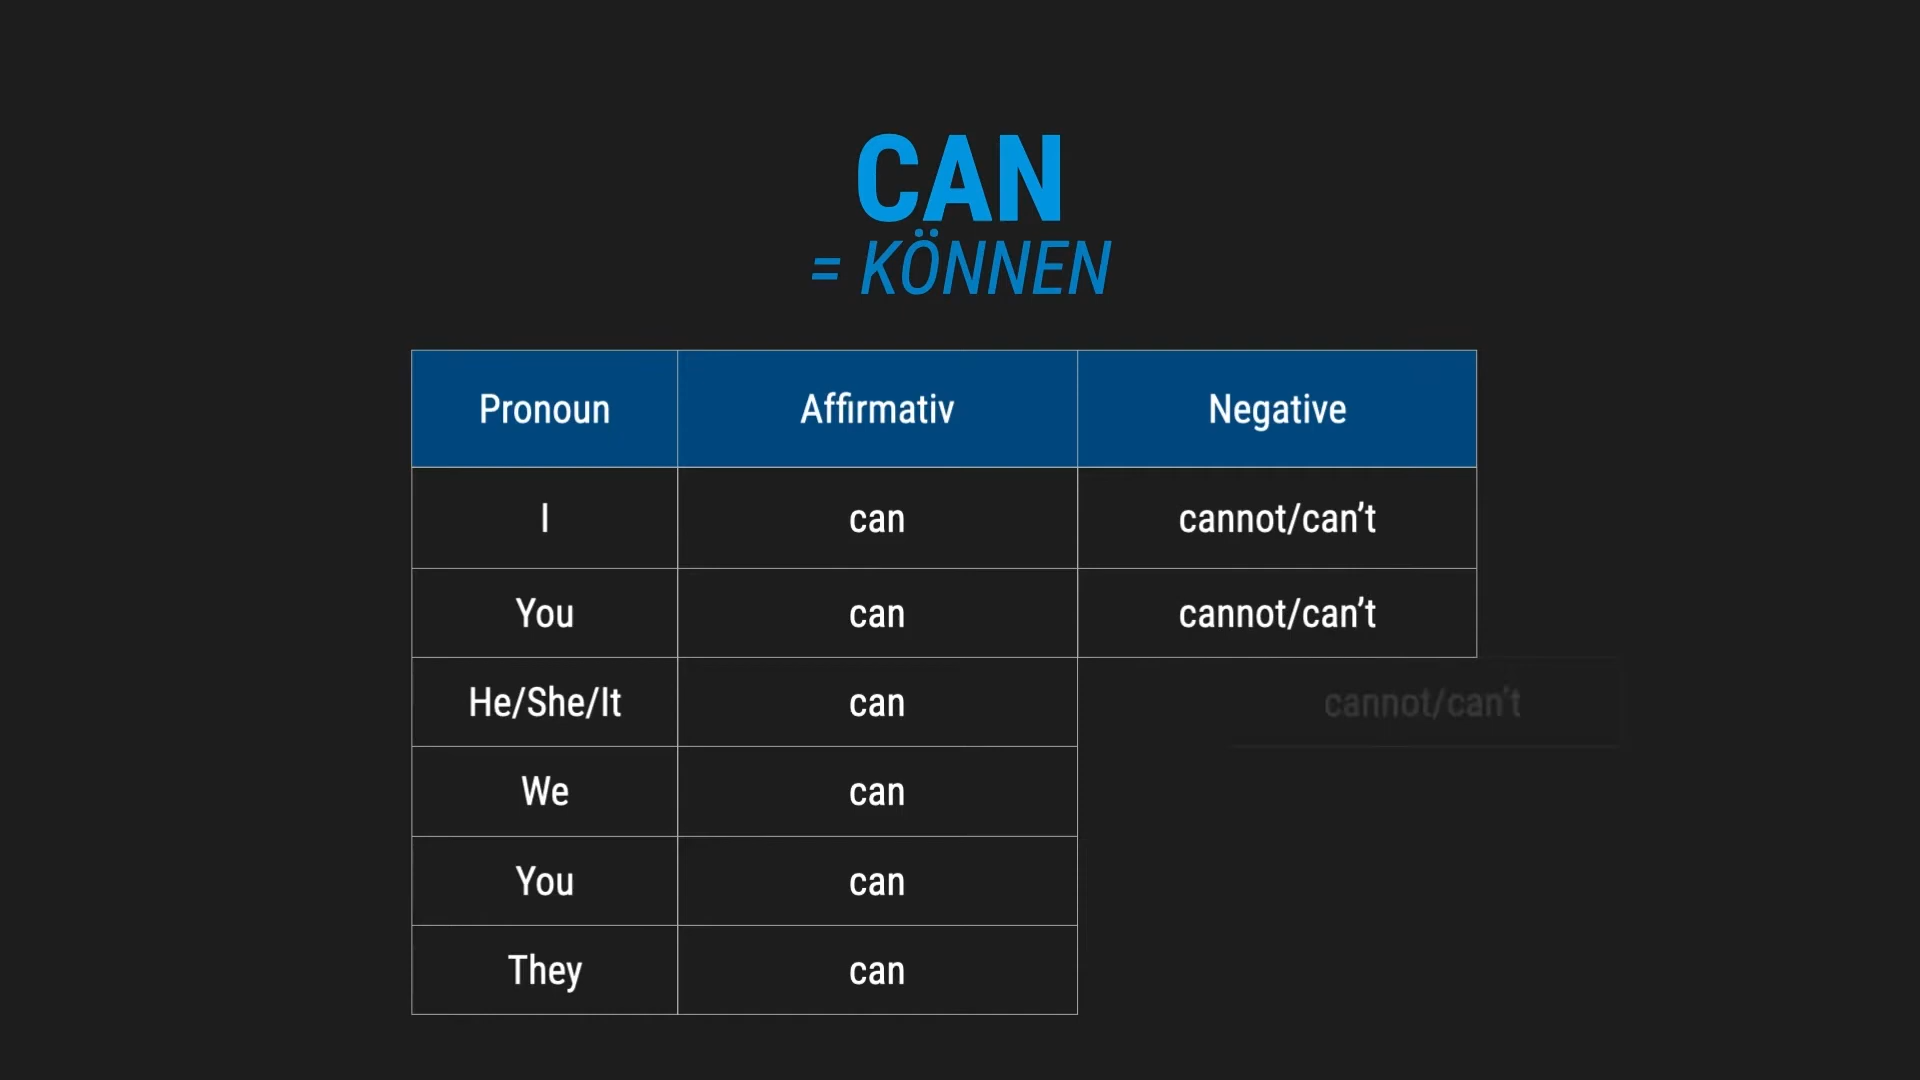 CAN
= KÖNNEN
Pronoun Affirmativ Negative
I can cannot/can’t
You can cannot/can’t
He/She/It can cannot/can’t
We can
You can
They can